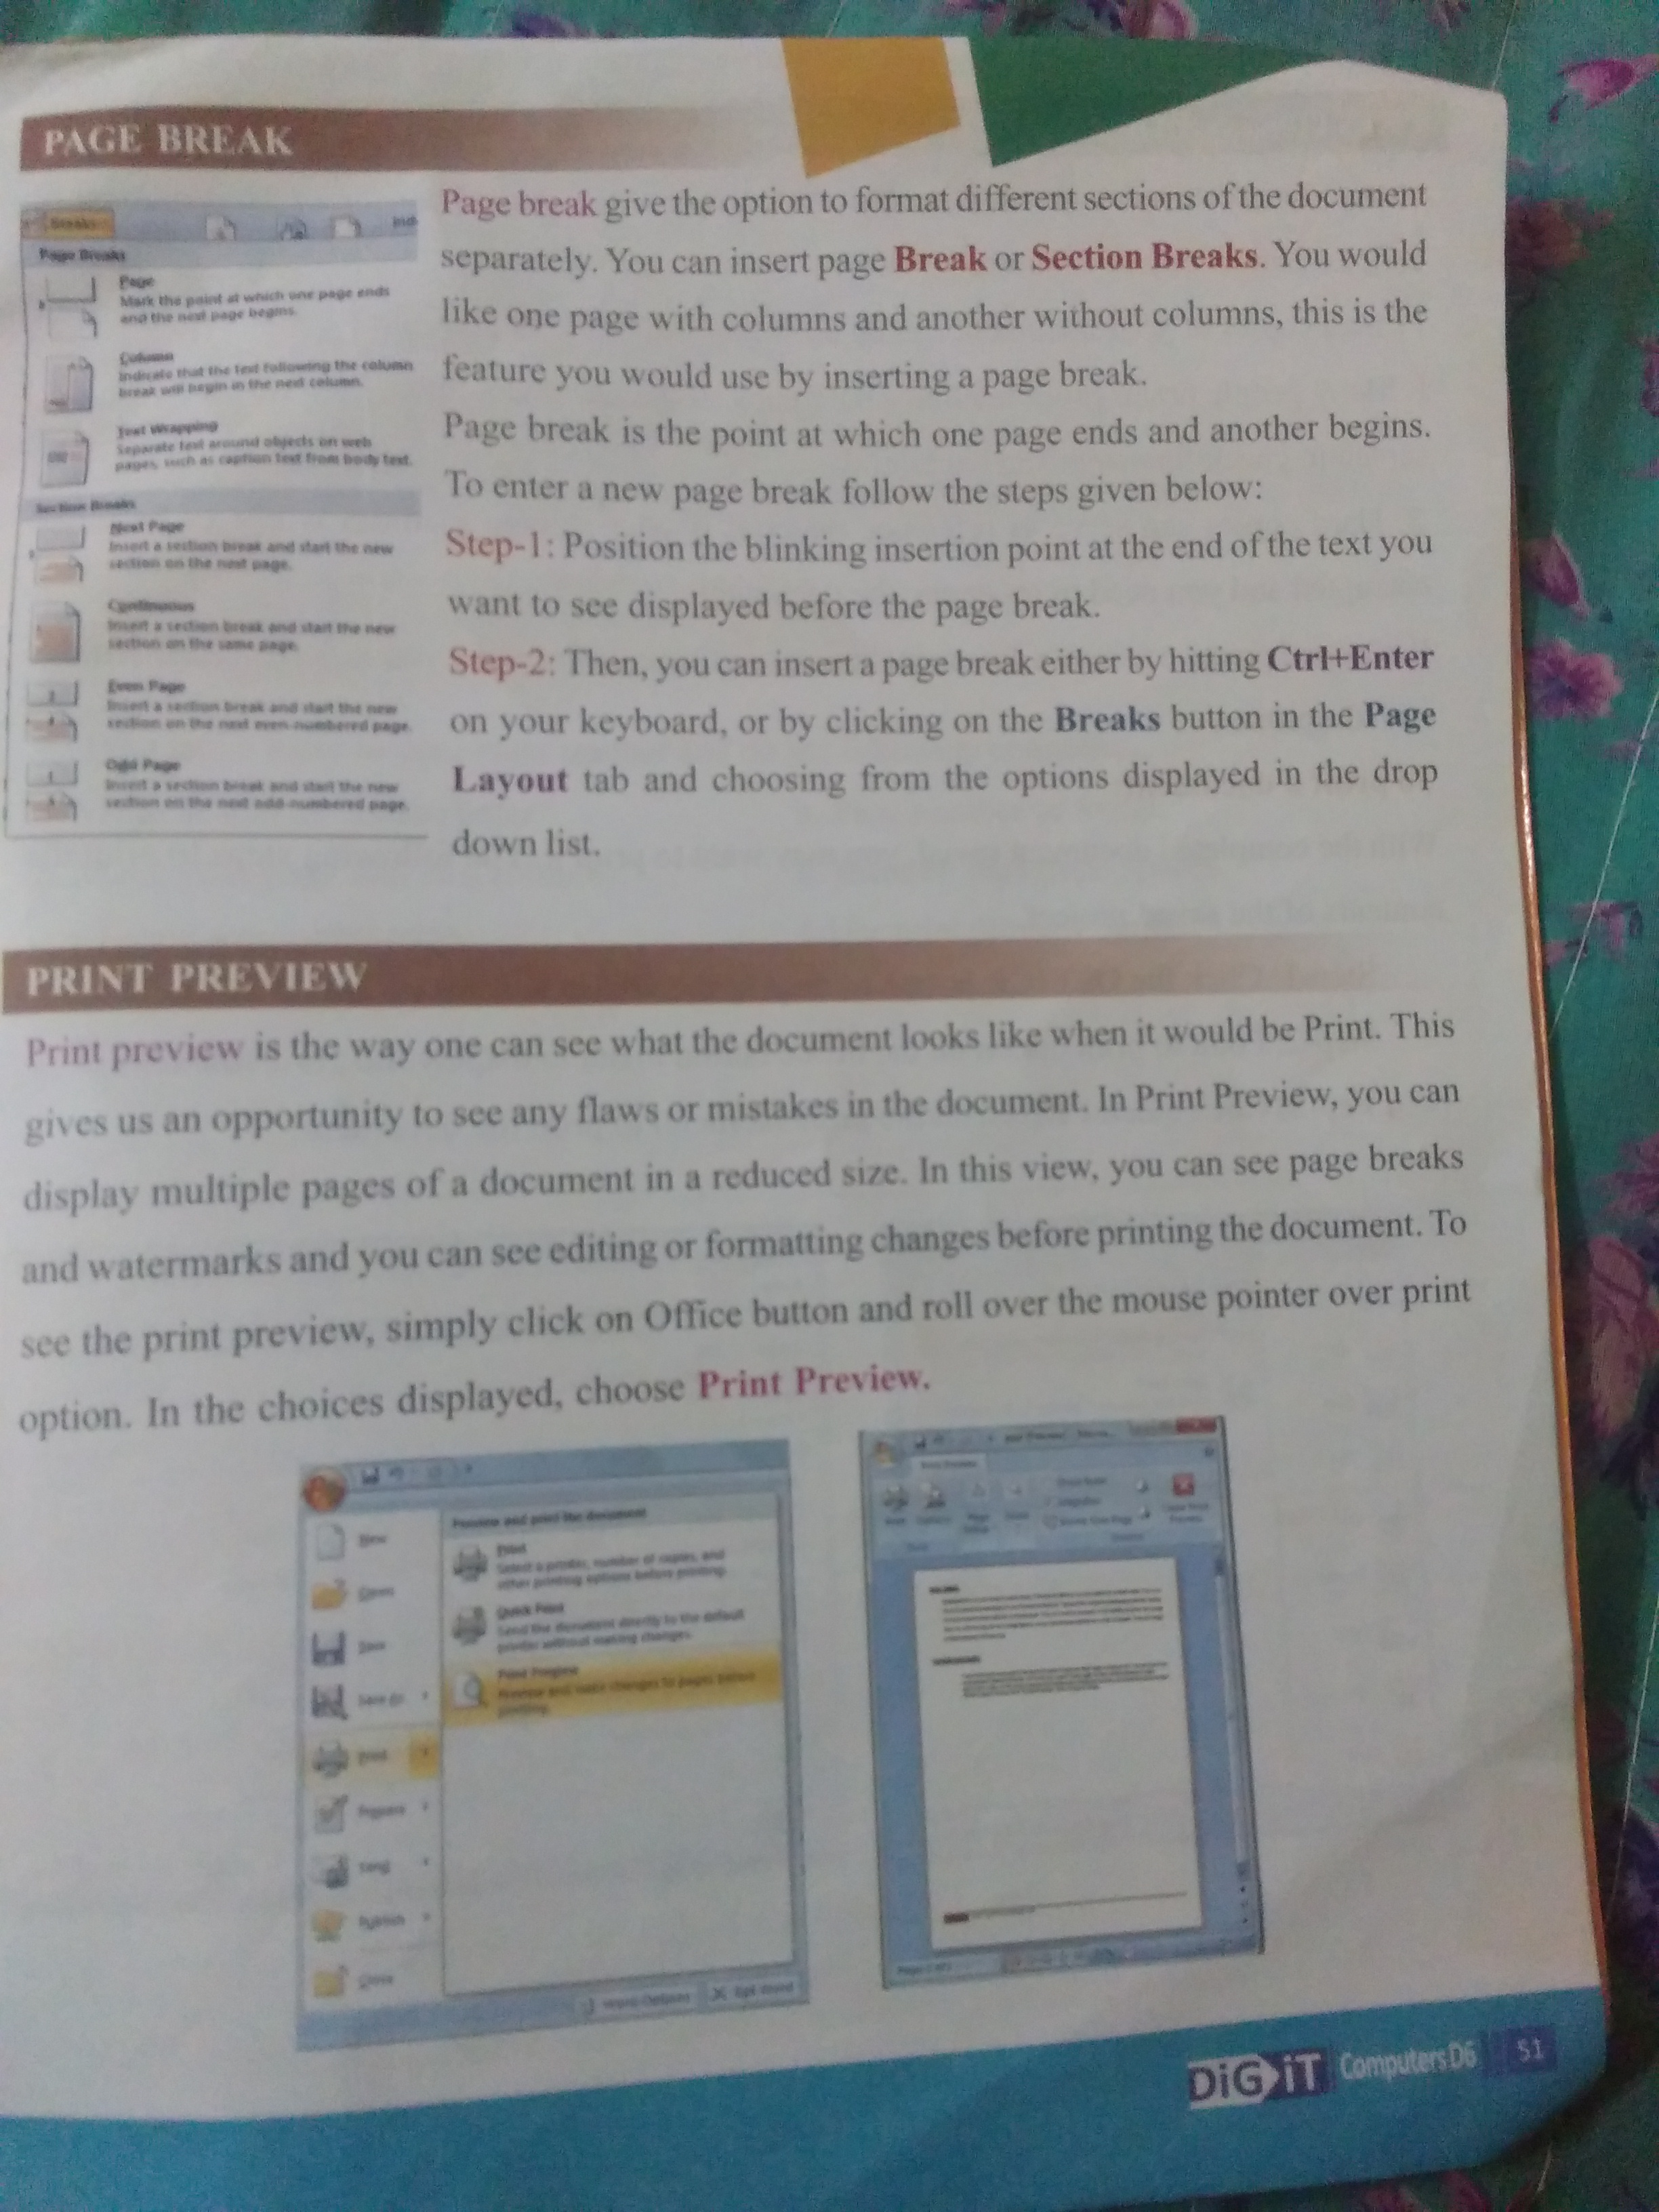 PAGE BREAK
Breaks
Page Breaks
Page
Mark the point at which one page ends
and the next page begins.
Column
Indicate that the text following the column
break will begin in the next column.
Text Wrapping
Separate text around objects on web
pages, such as caption text from body text.
Section Breaks
Next Page
Insert a section break and start the new
section on the next page.
Continuous
Insert a section break and start the new
section on the same page.
Even Page
Insert a section break and start the new
section on the next even-numbered page.
Odd Page
Insert a section break and start the new
section on the next odd-numbered page.
Page break give the option to format different sections of the document
separately. You can insert page Break or Section Breaks. You would
like one page with columns and another without columns, this is the
feature you would use by inserting a page break.
Page break is the point at which one page ends and another begins.
To enter a new page break follow the steps given below:
Step-1: Position the blinking insertion point at the end of the text you
want to see displayed before the page break.
Step-2: Then, you can insert a page break either by hitting Ctrl+Enter
on your keyboard, or by clicking on the Breaks button in the Page
Layout tab and choosing from the options displayed in the drop
down list.
PRINT PREVIEW
Print preview is the way one can see what the document looks like when it would be Print. This
gives us an opportunity to see any flaws or mistakes in the document. In Print Preview, you can
display multiple pages of a document in a reduced size. In this view, you can see page breaks
and watermarks and you can see editing or formatting changes before printing the document. To
see the print preview, simply click on Office button and roll over the mouse pointer over print
option. In the choices displayed, choose Print Preview.
New
Open
Save
Save As
Print
Prepare
Send
Publish
Close
Preview and print the document
Print
Select a printer, number of copies, and
other printing options before printing.
Quick Print
Send the document directly to the default
printer without making changes.
Print Preview
Preview and make changes to pages before
printing.
Word Options
Exit Word
DiGiT Computers D6 51